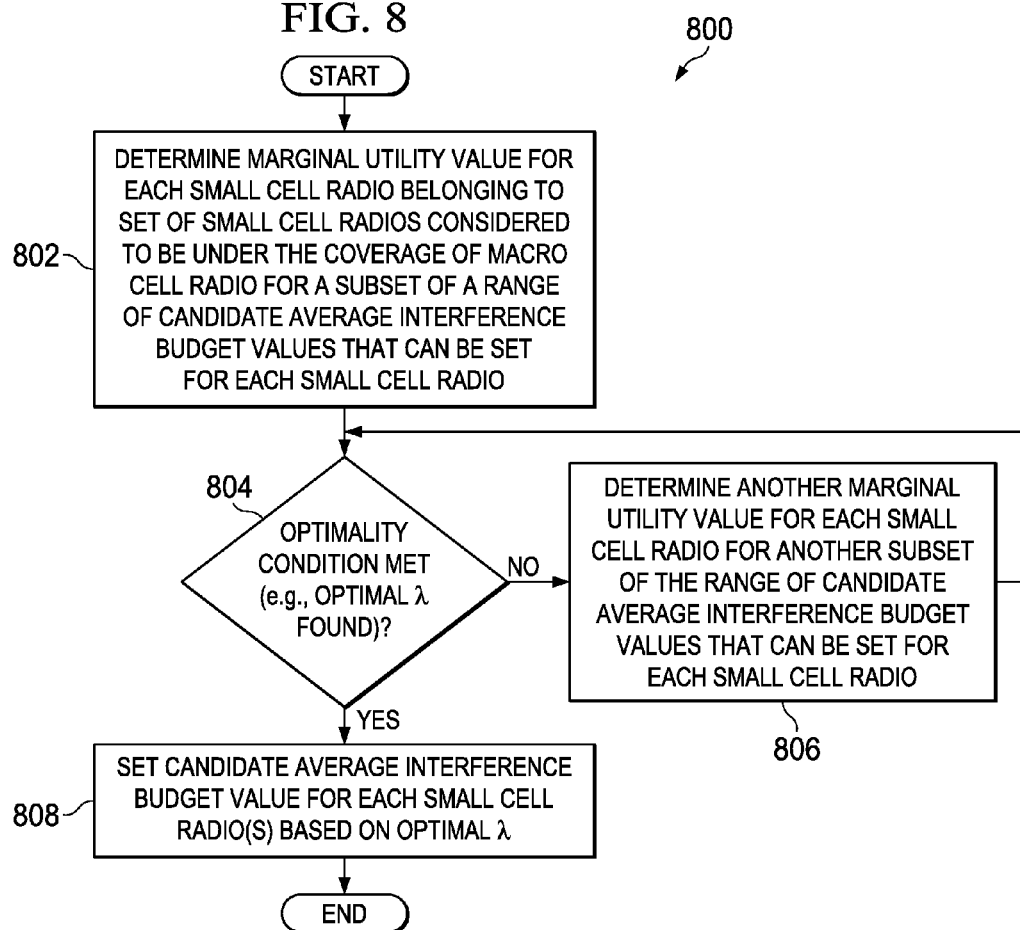 FIG. 8
800
START
DETERMINE MARGINAL UTILITY VALUE FOR
EACH SMALL CELL RADIO BELONGING TO
SET OF SMALL CELL RADIOS CONSIDERED
TO BE UNDER THE COVERAGE OF MACRO
CELL RADIO FOR A SUBSET OF A RANGE
OF CANDIDATE AVERAGE INTERFERENCE
BUDGET VALUES THAT CAN BE SET
FOR EACH SMALL CELL RADIO
802
804
OPTIMALITY
CONDITION MET
(e.g., OPTIMAL λ
FOUND)?
NO
DETERMINE ANOTHER MARGINAL
UTILITY VALUE FOR EACH SMALL
CELL RADIO FOR ANOTHER SUBSET
OF THE RANGE OF CANDIDATE
AVERAGE INTERFERENCE BUDGET
VALUES THAT CAN BE SET FOR
EACH SMALL CELL RADIO
806
YES
SET CANDIDATE AVERAGE INTERFERENCE
BUDGET VALUE FOR EACH SMALL CELL
RADIO(S) BASED ON OPTIMAL λ
808
END